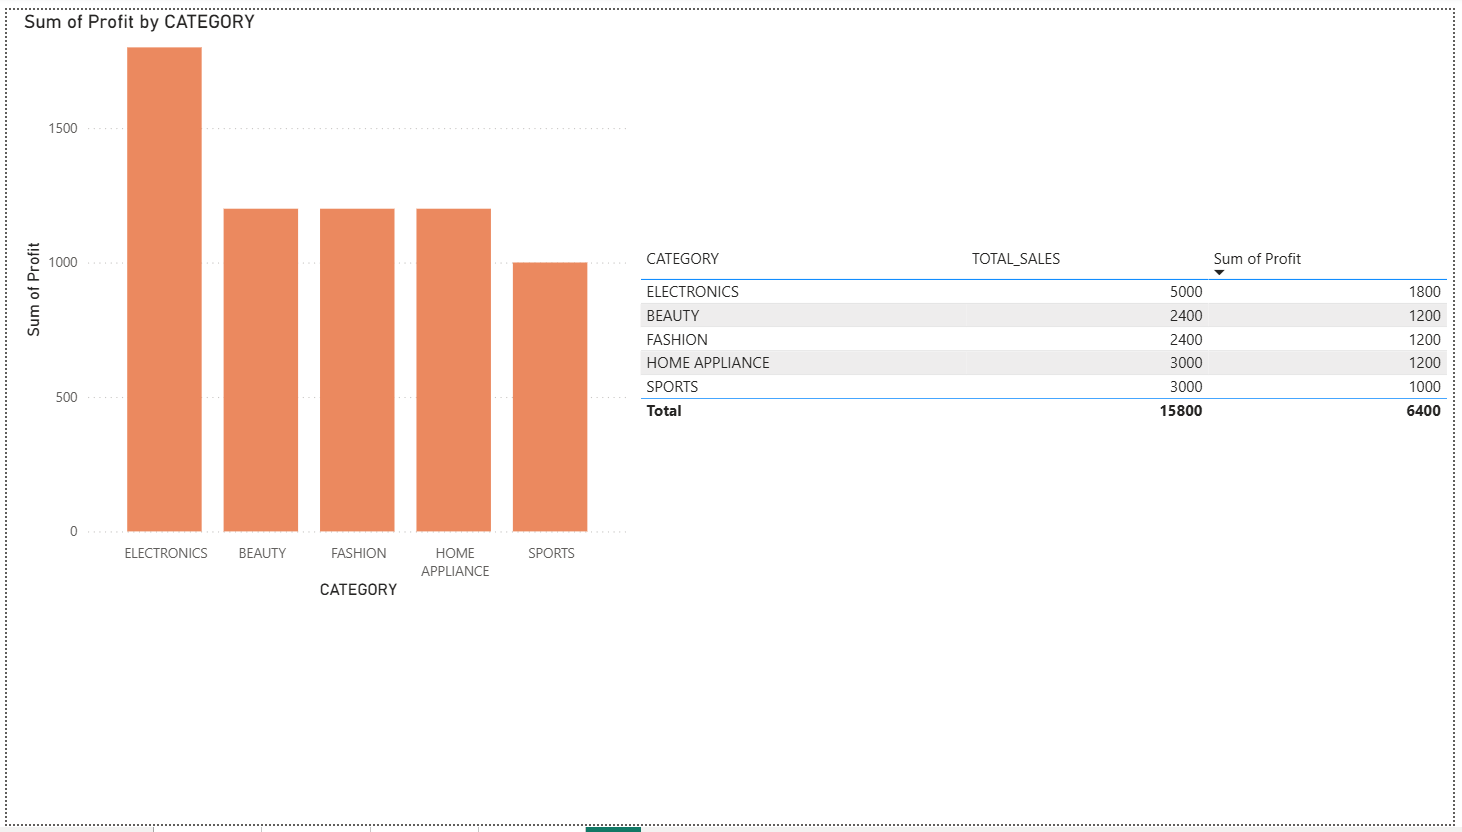 Sum of Profit by CATEGORY
1500
1000
500
0
Sum of Profit
ELECTRONICS BEAUTY FASHION HOME APPLIANCE SPORTS
CATEGORY
CATEGORY TOTAL_SALES Sum of Profit
ELECTRONICS 5000 1800
BEAUTY 2400 1200
FASHION 2400 1200
HOME APPLIANCE 3000 1200
SPORTS 3000 1000
Total 15800 6400